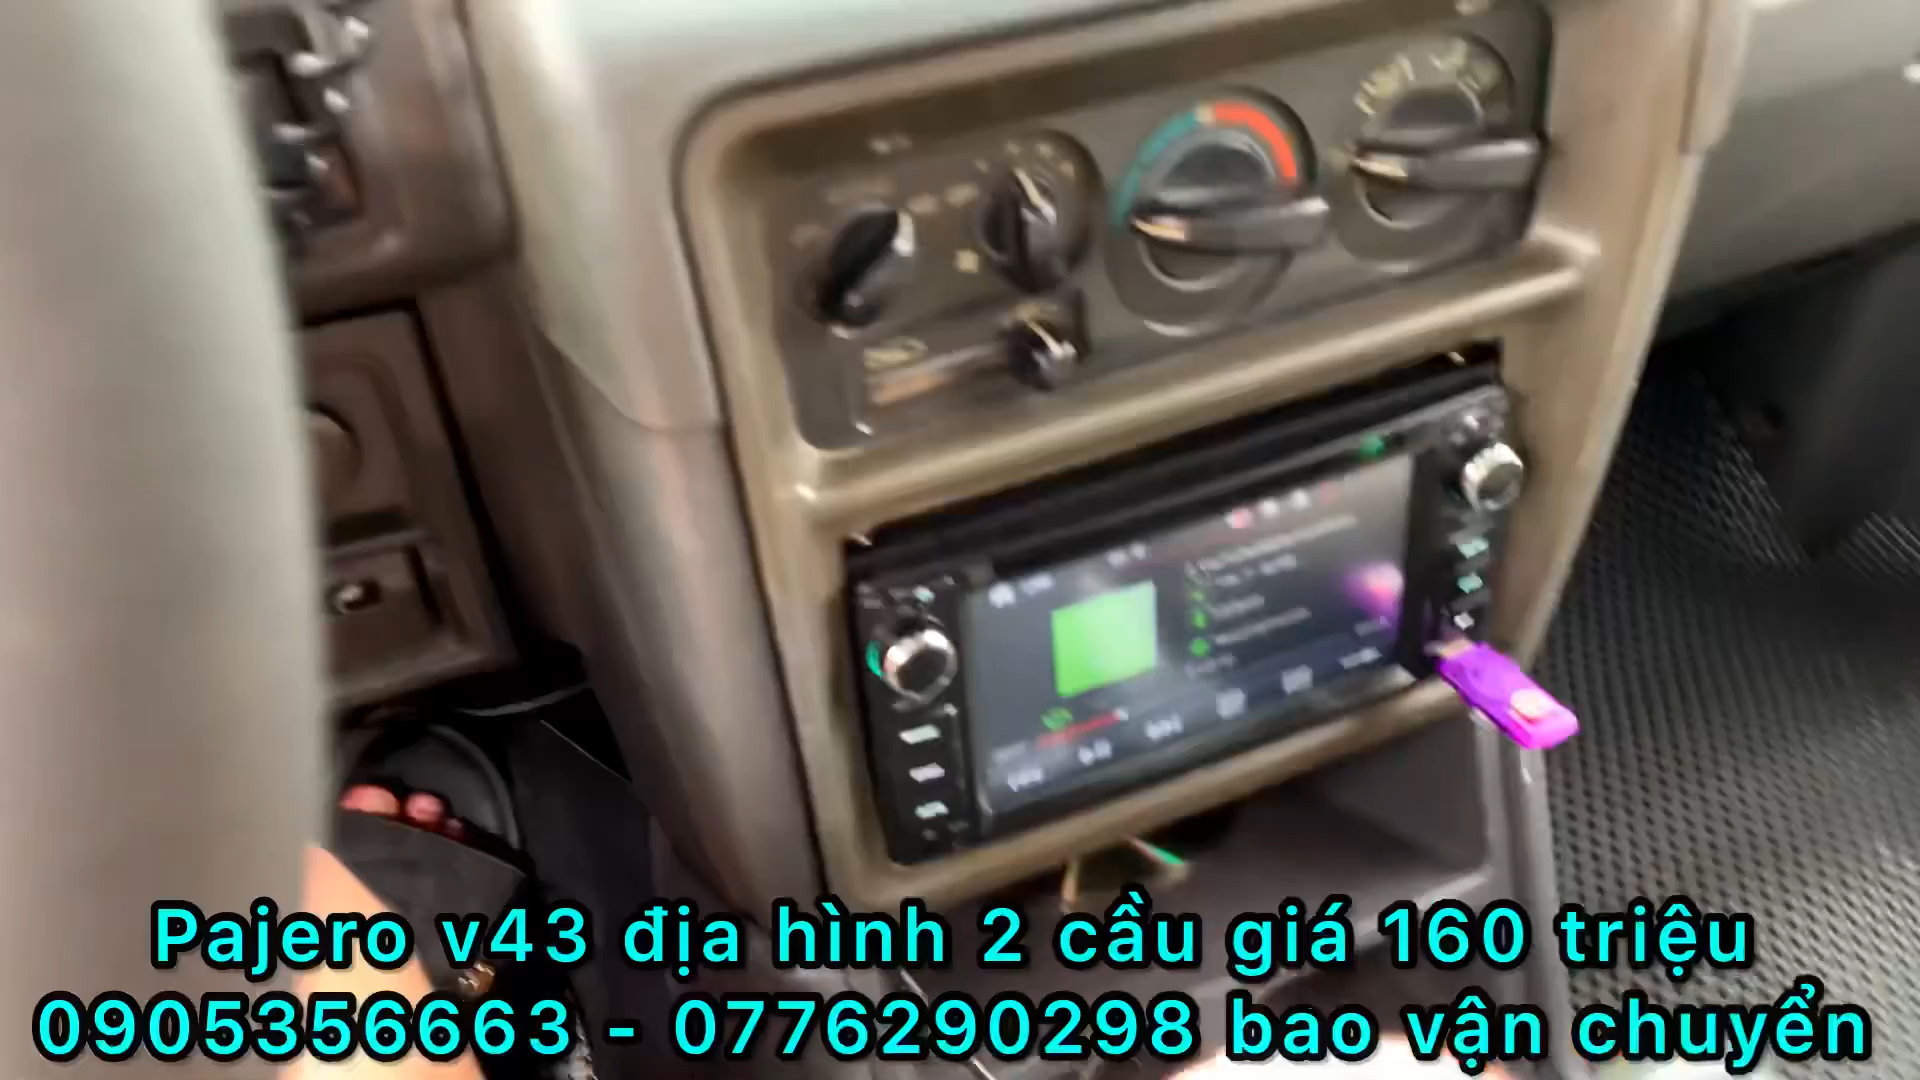 Pajero v43 địa hình 2 cầu giá 160 triệu
0905356663 - 0776290298 bao vận chuyển